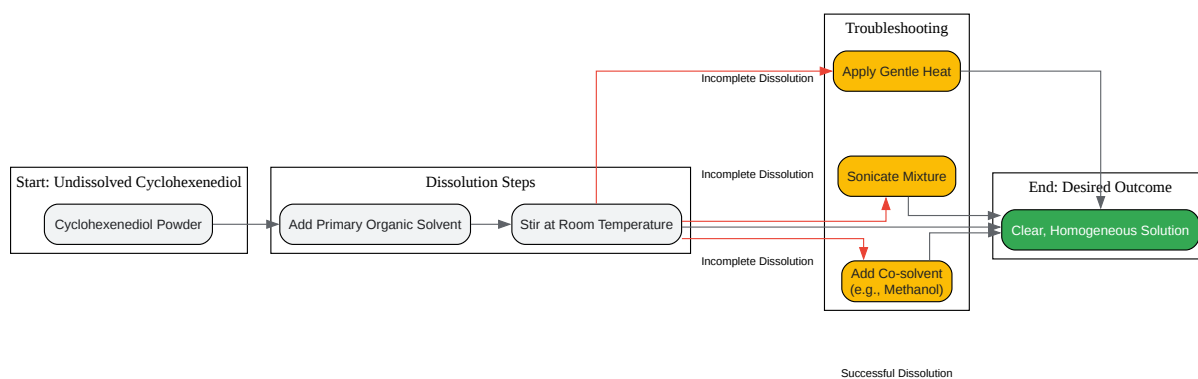 Troubleshooting
Incomplete Dissolution
Apply Gentle Heat
Start: Undissolved Cyclohexenediol
Dissolution Steps
Incomplete Dissolution
Sonicate Mixture
End: Desired Outcome
Cyclohexenediol Powder
Add Primary Organic Solvent
Stir at Room Temperature
Clear, Homogeneous Solution
Incomplete Dissolution
Add Co-solvent
(e.g., Methanol)
Successful Dissolution